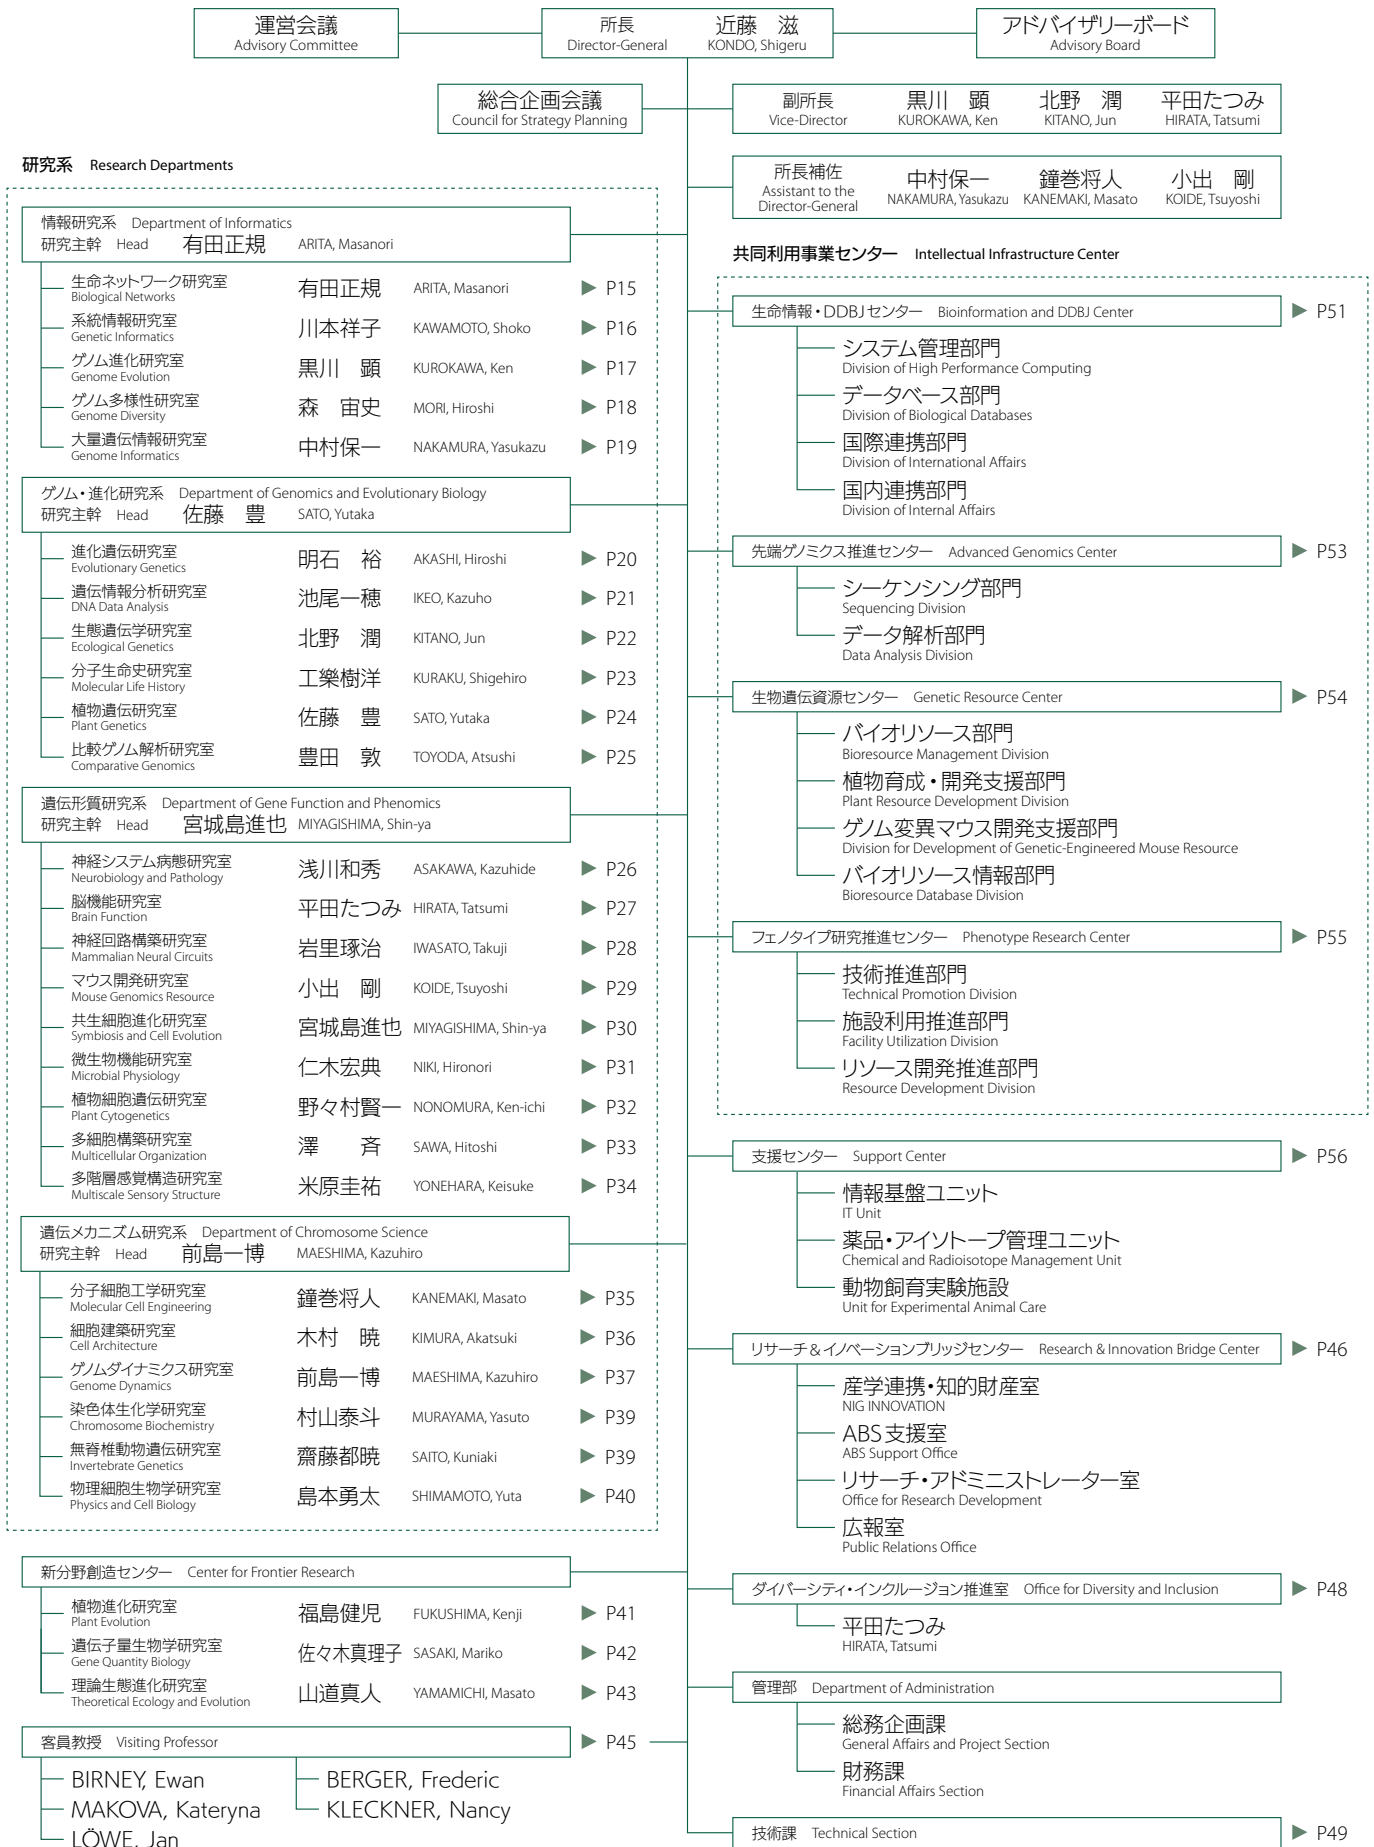 運営会議
Advisory Committee
所長 近藤 滋
Director-General KONDO, Shigeru
アドバイザリーボード
Advisory Board
総合企画会議
Council for Strategy Planning
副所長 黒川 顕 北野 潤 平田たつみ
Vice-Director KUROKAWA, Ken KITANO, Jun HIRATA, Tatsumi
所長補佐 中村保一 鐘巻将人 小出 剛
Assistant to the
Director-General NAKAMURA, Yasukazu KANEMAKI, Masato KOIDE, Tsuyoshi
研究系 Research Departments
情報研究系 Department of Informatics
研究主幹 Head 有田正規 ARITA, Masanori
生命ネットワーク研究室 有田正規 ARITA, Masanori ▶ P15
Biological Networks
系統情報研究室 川本祥子 KAWAMOTO, Shoko ▶ P16
Genetic Informatics
ゲノム進化研究室 黒川 顕 KUROKAWA, Ken ▶ P17
Genome Evolution
ゲノム多様性研究室 森 宙史 MORI, Hiroshi ▶ P18
Genome Diversity
大量遺伝情報研究室 中村保一 NAKAMURA, Yasukazu ▶ P19
Genome Informatics
ゲノム・進化研究系 Department of Genomics and Evolutionary Biology
研究主幹 Head 佐藤 豊 SATO, Yutaka
進化遺伝研究室 明石 裕 AKASHI, Hiroshi ▶ P20
Evolutionary Genetics
遺伝情報分析研究室 池尾一穂 IKEO, Kazuho ▶ P21
DNA Data Analysis
生態遺伝学研究室 北野 潤 KITANO, Jun ▶ P22
Ecological Genetics
分子生命史研究室 工樂樹洋 KURAKU, Shigehiro ▶ P23
Molecular Life History
植物遺伝研究室 佐藤 豊 SATO, Yutaka ▶ P24
Plant Genetics
比較ゲノム解析研究室 豊田 敦 TOYODA, Atsushi ▶ P25
Comparative Genomics
遺伝形質研究系 Department of Gene Function and Phenomics
研究主幹 Head 宮城島進也 MIYAGISHIMA, Shin-ya
神経システム病態研究室 浅川和秀 ASAKAWA, Kazuhide ▶ P26
Neurobiology and Pathology
脳機能研究室 平田たつみ HIRATA, Tatsumi ▶ P27
Brain Function
神経回路構築研究室 岩里琢治 IWASATO, Takuji ▶ P28
Mammalian Neural Circuits
マウス開発研究室 小出 剛 KOIDE, Tsuyoshi ▶ P29
Mouse Genomics Resource
共生細胞進化研究室 宮城島進也 MIYAGISHIMA, Shin-ya ▶ P30
Symbiosis and Cell Evolution
微生物機能研究室 仁木宏典 NIKI, Hironori ▶ P31
Microbial Physiology
植物細胞遺伝研究室 野々村賢一 NONOMURA, Ken-ichi ▶ P32
Plant Cytogenetics
多細胞構築研究室 澤 斉 SAWA, Hitoshi ▶ P33
Multicellular Organization
多階層感覚構造研究室 米原圭祐 YONEHARA, Keisuke ▶ P34
Multiscale Sensory Structure
遺伝メカニズム研究系 Department of Chromosome Science
研究主幹 Head 前島一博 MAESHIMA, Kazuhiro
分子細胞工学研究室 鐘巻将人 KANEMAKI, Masato ▶ P35
Molecular Cell Engineering
細胞建築研究室 木村 暁 KIMURA, Akatsuki ▶ P36
Cell Architecture
ゲノムダイナミクス研究室 前島一博 MAESHIMA, Kazuhiro ▶ P37
Genome Dynamics
染色体生化学研究室 村山泰斗 MURAYAMA, Yasuto ▶ P39
Chromosome Biochemistry
無脊椎動物遺伝研究室 齋藤都暁 SAITO, Kuniaki ▶ P39
Invertebrate Genetics
物理細胞生物学研究室 島本勇太 SHIMAMOTO, Yuta ▶ P40
Physics and Cell Biology
新分野創造センター Center for Frontier Research
植物進化研究室 福島健児 FUKUSHIMA, Kenji ▶ P41
Plant Evolution
遺伝子量生物学研究室 佐々木真理子 SASAKI, Mariko ▶ P42
Gene Quantity Biology
理論生態進化研究室 山道真人 YAMAMICHI, Masato ▶ P43
Theoretical Ecology and Evolution
客員教授 Visiting Professor ▶ P45
BIRNEY, Ewan BERGER, Frederic
MAKOVA, Kateryna KLECKNER, Nancy
LÖWE, Jan
共同利用事業センター Intellectual Infrastructure Center
生命情報・DDBJセンター Bioinformation and DDBJ Center ▶ P51
システム管理部門
Division of High Performance Computing
データベース部門
Division of Biological Databases
国際連携部門
Division of International Affairs
国内連携部門
Division of Internal Affairs
先端ゲノミクス推進センター Advanced Genomics Center ▶ P53
シーケンシング部門
Sequencing Division
データ解析部門
Data Analysis Division
生物遺伝資源センター Genetic Resource Center ▶ P54
バイオリソース部門
Bioresource Management Division
植物育成・開発支援部門
Plant Resource Development Division
ゲノム変異マウス開発支援部門
Division for Development of Genetic-Engineered Mouse Resource
バイオリソース情報部門
Bioresource Database Division
フェノタイプ研究推進センター Phenotype Research Center ▶ P55
技術推進部門
Technical Promotion Division
施設利用推進部門
Facility Utilization Division
リソース開発推進部門
Resource Development Division
支援センター Support Center ▶ P56
情報基盤ユニット
IT Unit
薬品・アイソトープ管理ユニット
Chemical and Radioisotope Management Unit
動物飼育実験施設
Unit for Experimental Animal Care
リサーチ＆イノベーションブリッジセンター Research & Innovation Bridge Center ▶ P46
産学連携・知的財産室
NIG INNOVATION
ABS支援室
ABS Support Office
リサーチ・アドミニストレーター室
Office for Research Development
広報室
Public Relations Office
ダイバーシティ・インクルージョン推進室 Office for Diversity and Inclusion ▶ P48
平田たつみ
HIRATA, Tatsumi
管理部 Department of Administration
総務企画課
General Affairs and Project Section
財務課
Financial Affairs Section
技術課 Technical Section ▶ P49